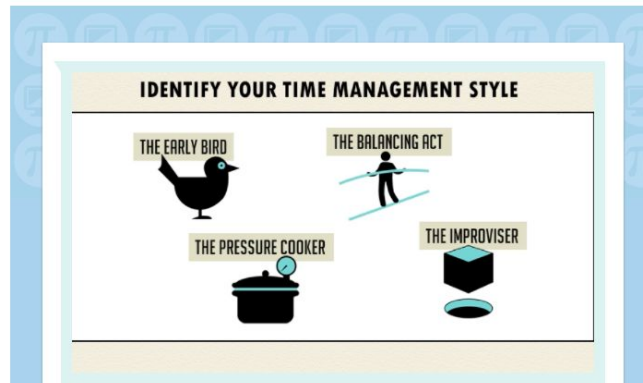 IDENTIFY YOUR TIME MANAGEMENT STYLE
THE EARLY BIRD
THE BALANCING ACT
THE PRESSURE COOKER
THE IMPROVISER